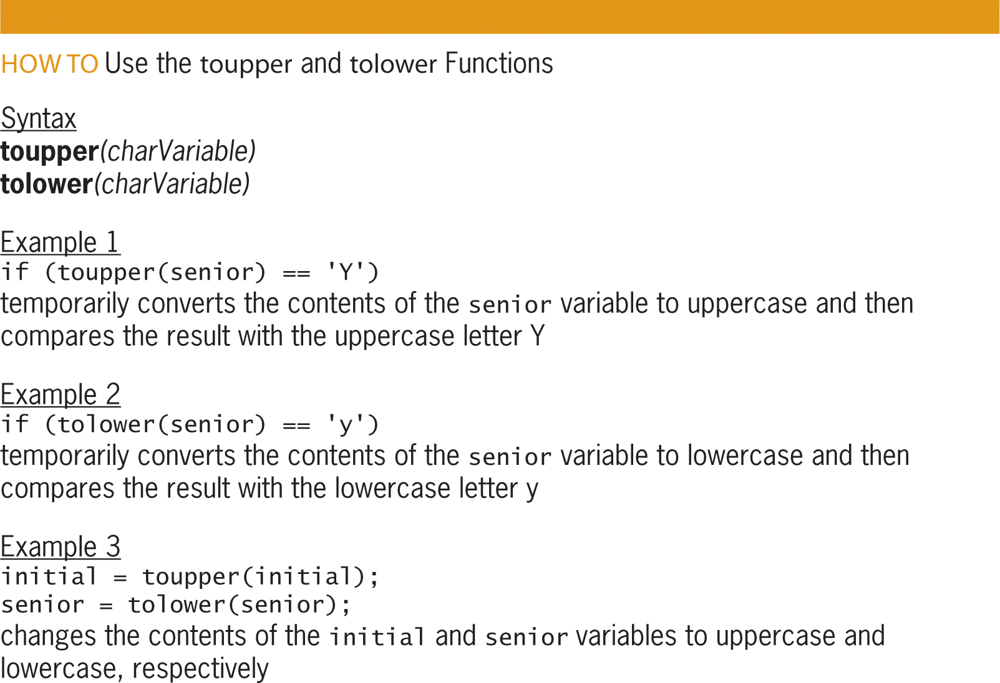 HOW TO Use the toupper and tolower Functions
Syntax
toupper(charVariable)
tolower(charVariable)
Example 1
if (toupper(senior) == 'Y')
temporarily converts the contents of the senior variable to uppercase and then
compares the result with the uppercase letter Y
Example 2
if (tolower(senior) == 'y')
temporarily converts the contents of the senior variable to lowercase and then
compares the result with the lowercase letter y
Example 3
initial = toupper(initial);
senior = tolower(senior);
changes the contents of the initial and senior variables to uppercase and
lowercase, respectively